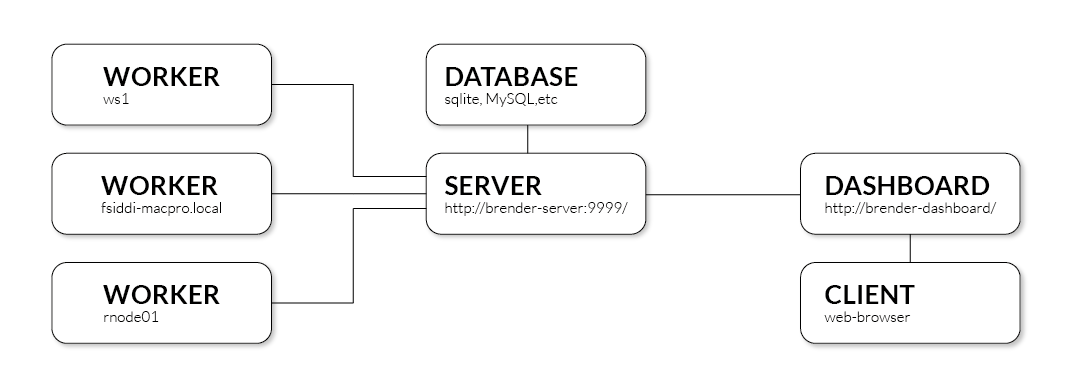 WORKER
ws1
DATABASE
sqlite, MySQL,etc
WORKER
fsiddi-macpro.local
SERVER
http://brender-server:9999/
DASHBOARD
http://brender-dashboard/
WORKER
rnode01
CLIENT
web-browser